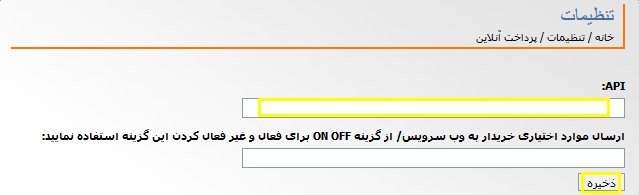 تنظیمات
خانه / تنظیمات / پرداخت آنلاین
API:
ارسال موارد اختیاری خریدار به وب سرویس/ از گزینه ON OFF برای فعال و غیر فعال کردن این گزینه استفاده نمایید:
ذخیره